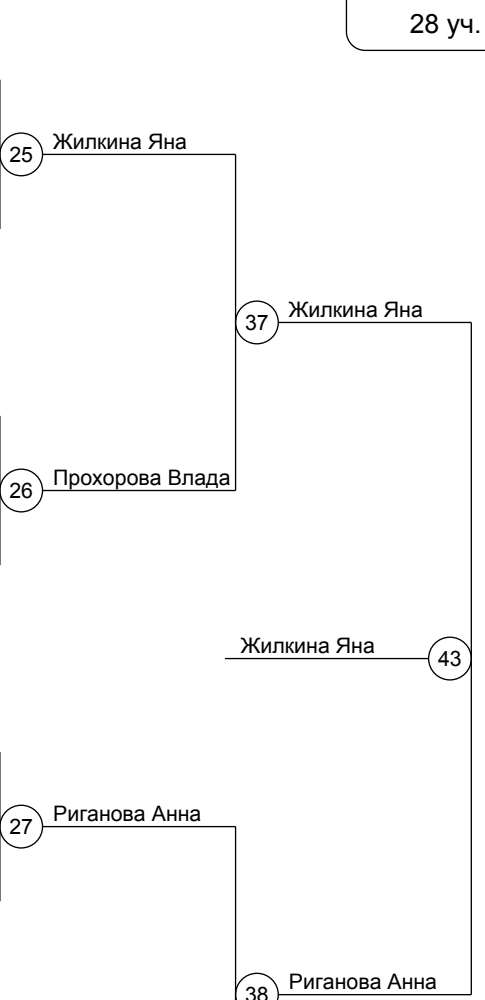 28 уч.
25 Жилкина Яна
37 Жилкина Яна
26 Прохорова Влада
Жилкина Яна 43
27 Риганова Анна
38 Риганова Анна